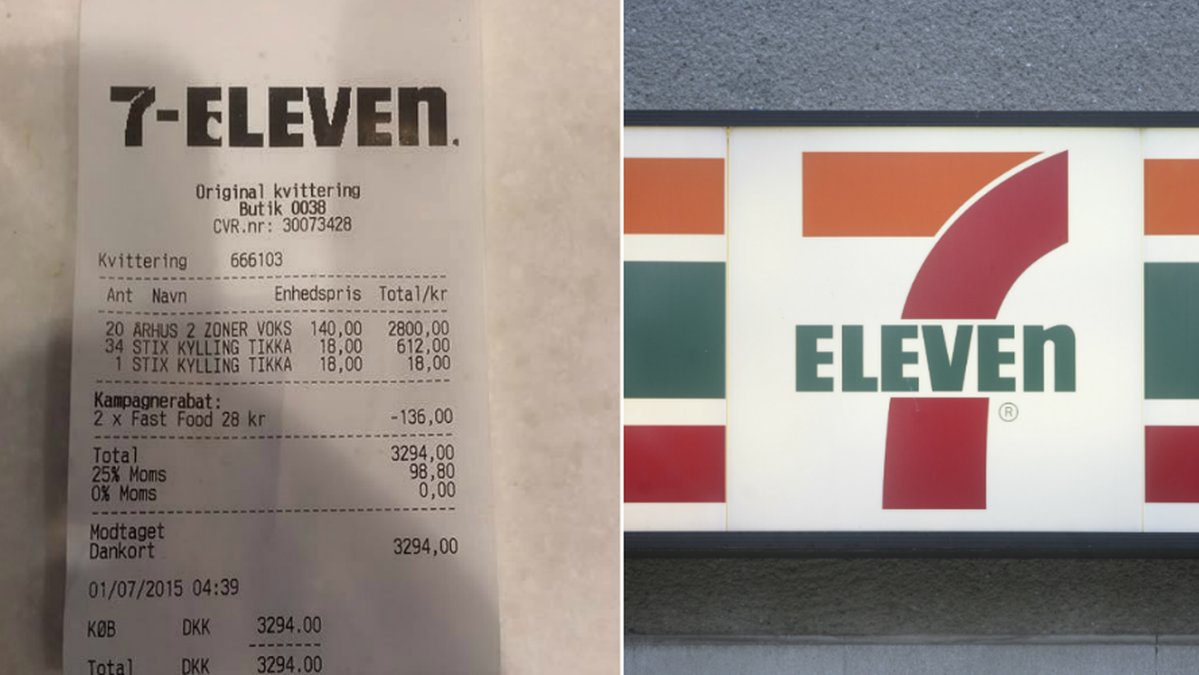 7-ELEVEn.
Original kvittering
Butik 0038
CVR.nr: 30073428
Kvittering 666103
Ant Navn Enhedspris Total/kr
20 ÅRHUS 2 ZONER VOKS 140,00 2800,00
34 STIX KYLLING TIKKA 18,00 612,00
1 STIX KYLLING TIKKA 18,00 18,00
Kampagnerabat:
2 x Fast Food 28 kr -136,00
Total 3294,00
25% Moms 98,80
0% Moms 0,00
Modtaget
Dankort 3294,00
01/07/2015 04:39
KØB DKK 3294.00
Total DKK 3294.00
7
ELEVEn
®